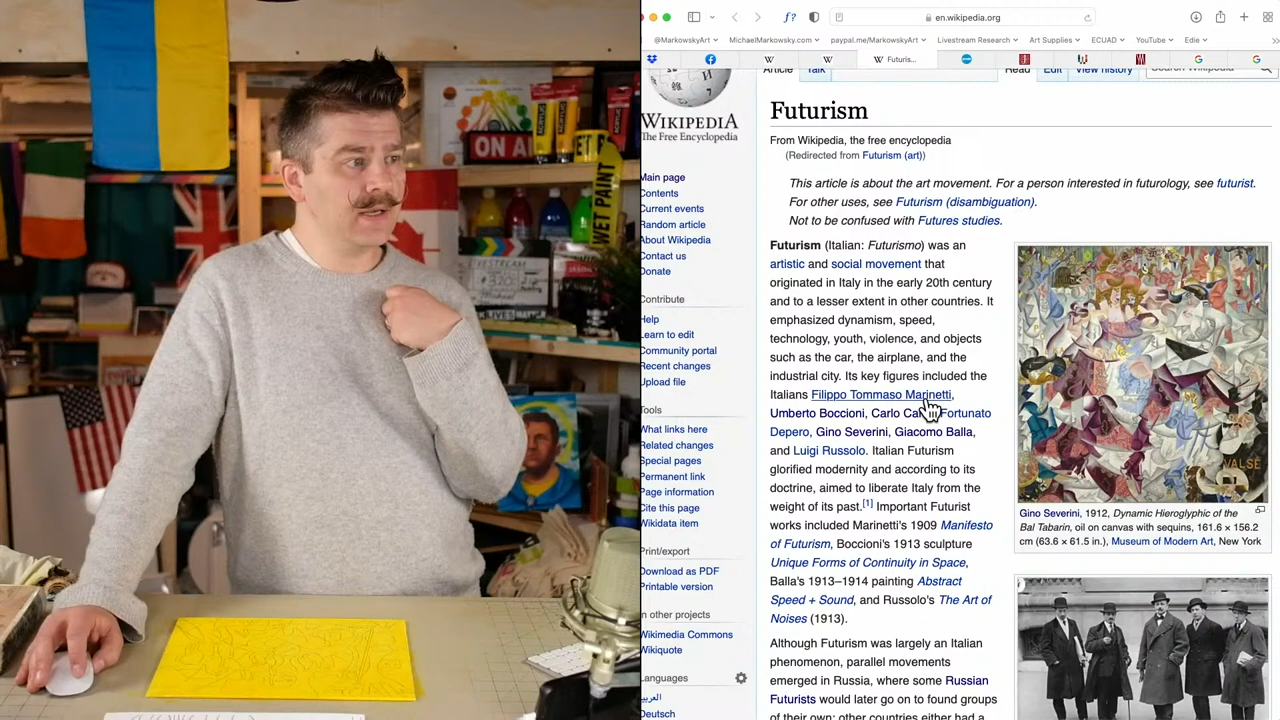 ON A
WET PAINT
ET P
LIVESTREAM
#320
Michael
f?
en.wikipedia.org
@MarkowskyArt
MichaelMarkowsky.com
paypal.me/MarkowskyArt
Livestream Research
Art Supplies
ECUAD
YouTube
Edie
Futuris...
Article
Talk
Read
Edit
View history
Search Wikipedia
WIKIPEDIA
The Free Encyclopedia
Main page
Contents
Current events
Random article
About Wikipedia
Contact us
Donate
Contribute
Help
Learn to edit
Community portal
Recent changes
Upload file
Tools
What links here
Related changes
Special pages
Permanent link
Page information
Cite this page
Wikidata item
Print/export
Download as PDF
Printable version
In other projects
Wikimedia Commons
Wikiquote
Languages
العربية
Deutsch
Futurism
From Wikipedia, the free encyclopedia
(Redirected from Futurism (art))
This article is about the art movement. For a person interested in futurology, see futurist.
For other uses, see Futurism (disambiguation).
Not to be confused with Futures studies.
Futurism (Italian: Futurismo) was an
artistic and social movement that
originated in Italy in the early 20th century
and to a lesser extent in other countries. It
emphasized dynamism, speed,
technology, youth, violence, and objects
such as the car, the airplane, and the
industrial city. Its key figures included the
Italians Filippo Tommaso Marinetti,
Umberto Boccioni, Carlo Ca Fortunato
Depero, Gino Severini, Giacomo Balla,
and Luigi Russolo. Italian Futurism
glorified modernity and according to its
doctrine, aimed to liberate Italy from the
weight of its past.[1] Important Futurist
works included Marinetti's 1909 Manifesto
of Futurism, Boccioni's 1913 sculpture
Unique Forms of Continuity in Space,
Balla's 1913–1914 painting Abstract
Speed + Sound, and Russolo's The Art of
Noises (1913).
Although Futurism was largely an Italian
phenomenon, parallel movements
emerged in Russia, where some Russian
Futurists would later go on to found groups
of their own; other countries either had a
VALSE
Gino Severini, 1912, Dynamic Hieroglyphic of the
Bal Tabarin, oil on canvas with sequins, 161.6 × 156.2
cm (63.6 × 61.5 in.), Museum of Modern Art, New York